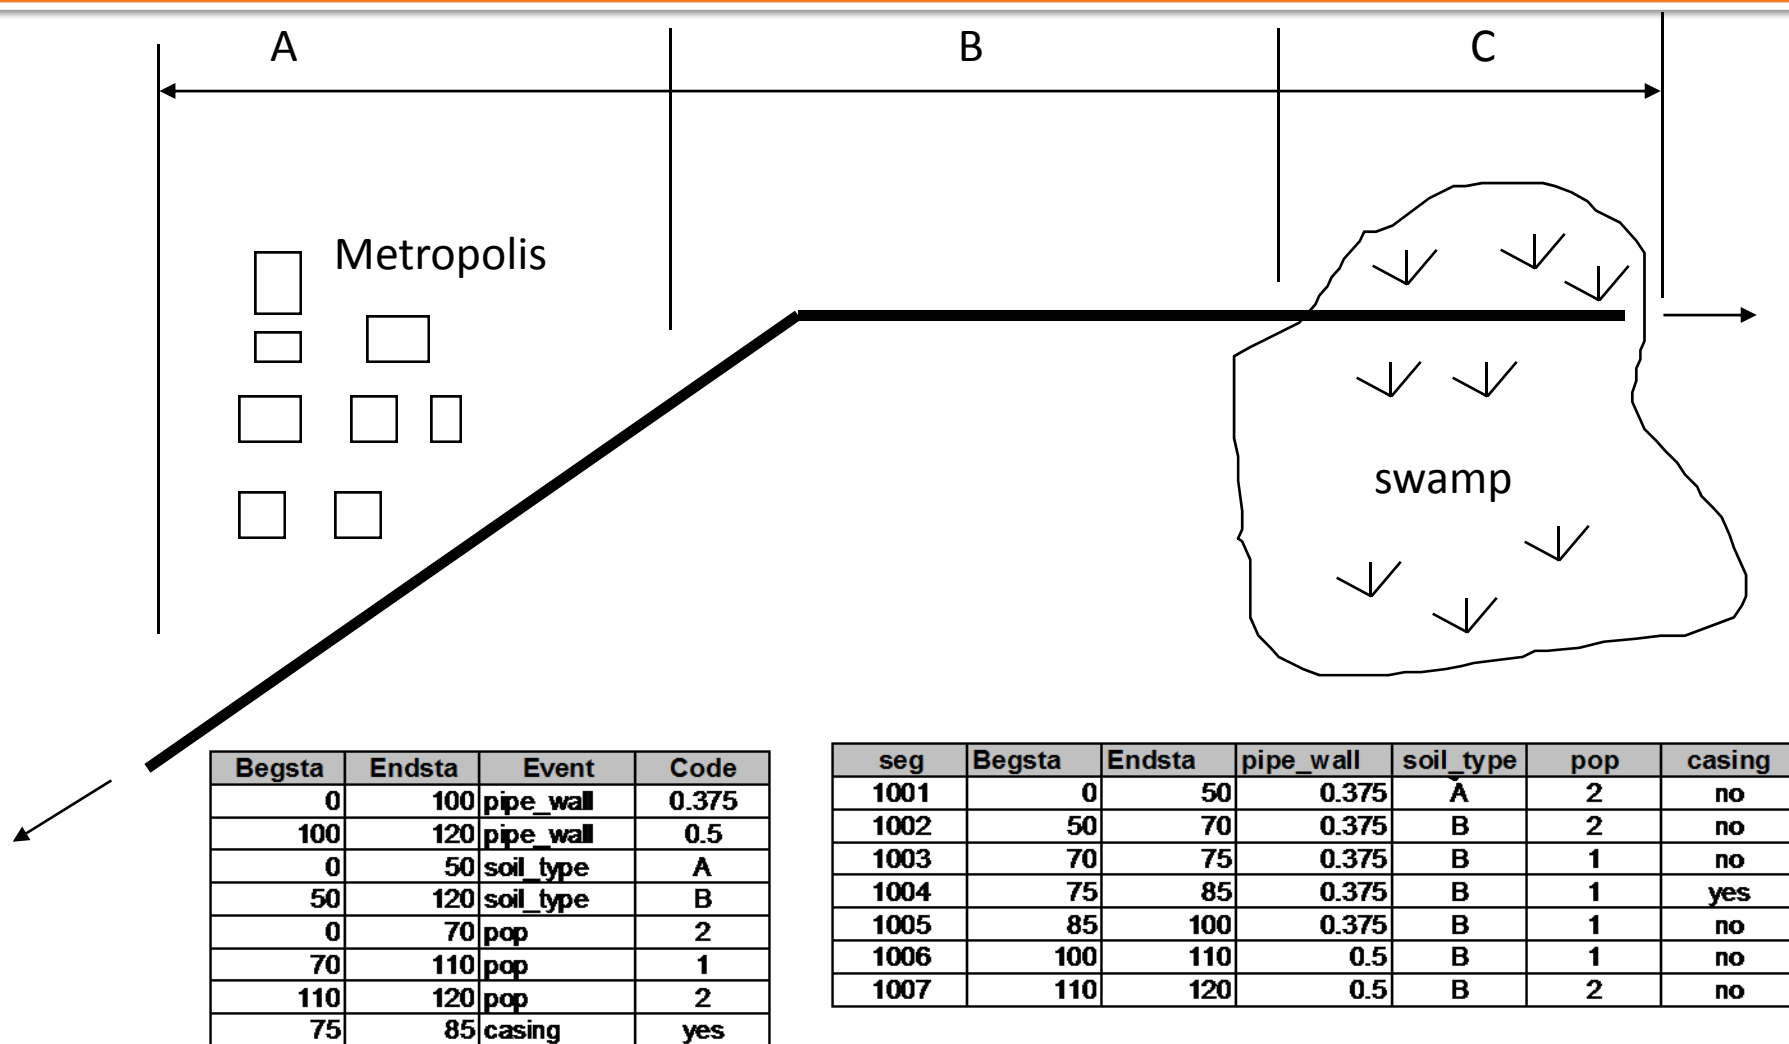 A B C
Metropolis
swamp
Begsta Endsta Event Code
0 100 pipe_wall 0.375
100 120 pipe_wall 0.5
0 50 soil_type A
50 120 soil_type B
0 70 pop 2
70 110 pop 1
110 120 pop 2
75 85 casing yes
seg Begsta Endsta pipe_wall soil_type pop casing
1001 0 50 0.375 A 2 no
1002 50 70 0.375 B 2 no
1003 70 75 0.375 B 1 no
1004 75 85 0.375 B 1 yes
1005 85 100 0.375 B 1 no
1006 100 110 0.5 B 1 no
1007 110 120 0.5 B 2 no